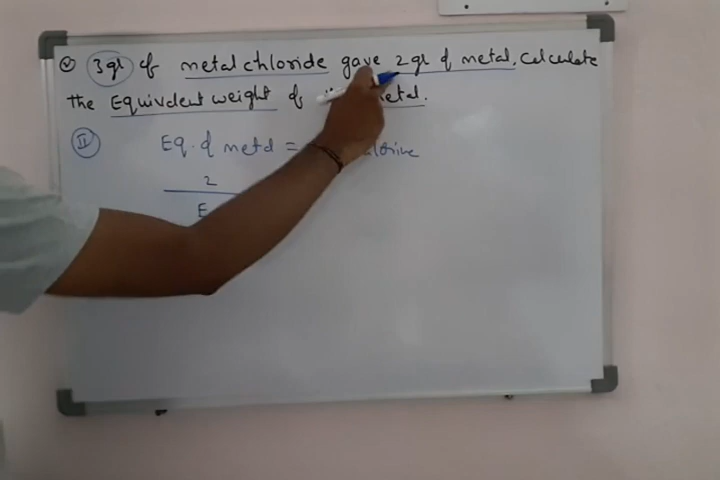 Q 3gr of metal chloride gave 2gr of metal. Calculate
the Equivalent weight of metal.
II Eq. of metal =
2
E